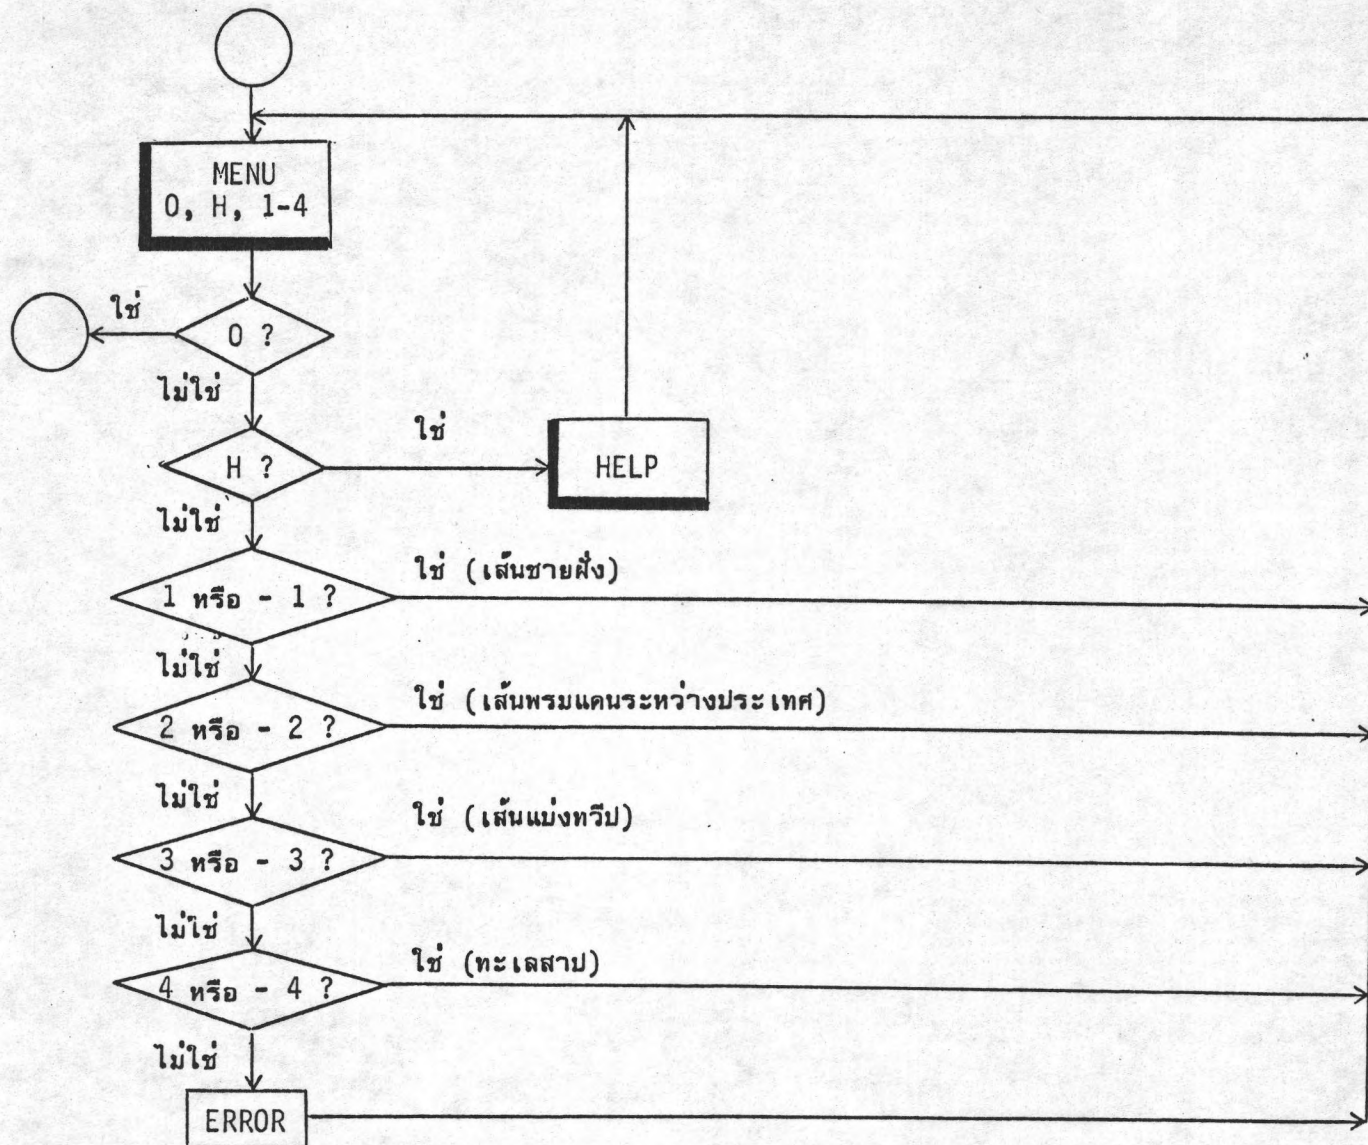 MENU
0, H, 1-4
ใช่
0 ?
ไม่ใช่
H ?
ใช่
HELP
ไม่ใช่
1 หรือ - 1 ?
ใช่ (เส้นชายฝั่ง)
ไม่ใช่
2 หรือ - 2 ?
ใช่ (เส้นพรมแดนระหว่างประเทศ)
ไม่ใช่
3 หรือ - 3 ?
ใช่ (เส้นแบ่งทวีป)
ไม่ใช่
4 หรือ - 4 ?
ใช่ (ทะเลสาป)
ไม่ใช่
ERROR